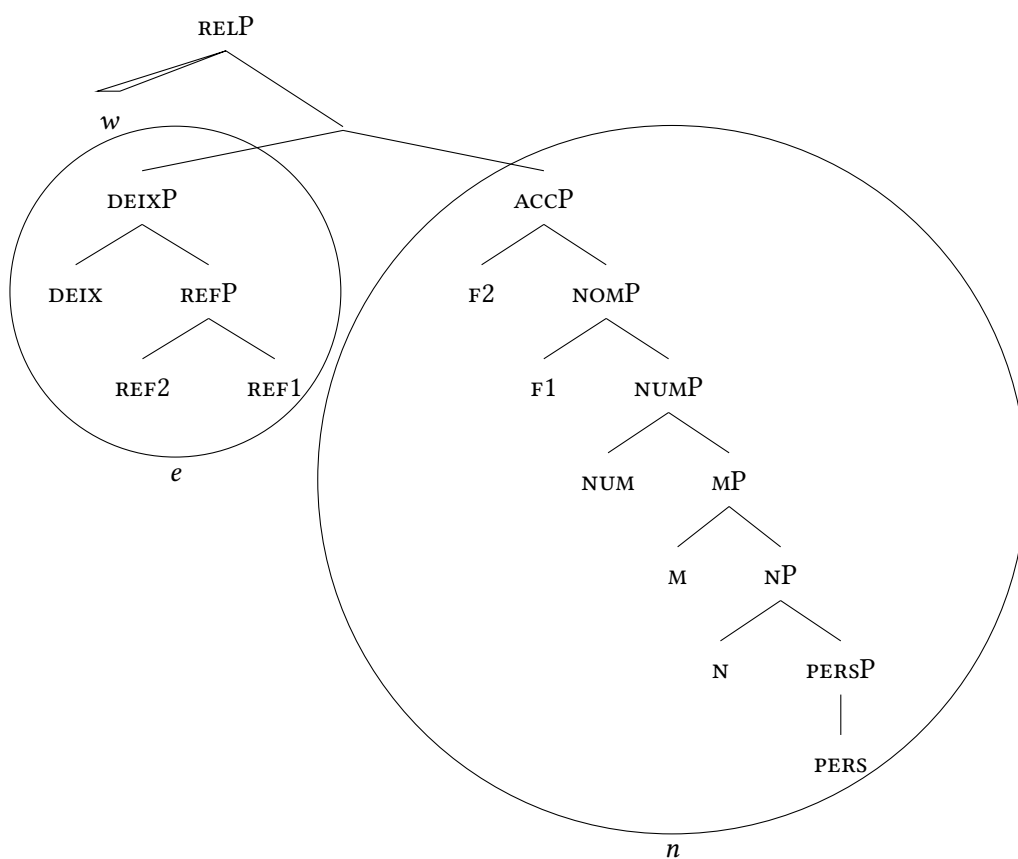 RELP
w
DEIXP ACCP
DEIX REFP F2 NOMP
REF2 REF1 F1 NUMP
e NUM MP
M NP
N PERSP
PERS
n